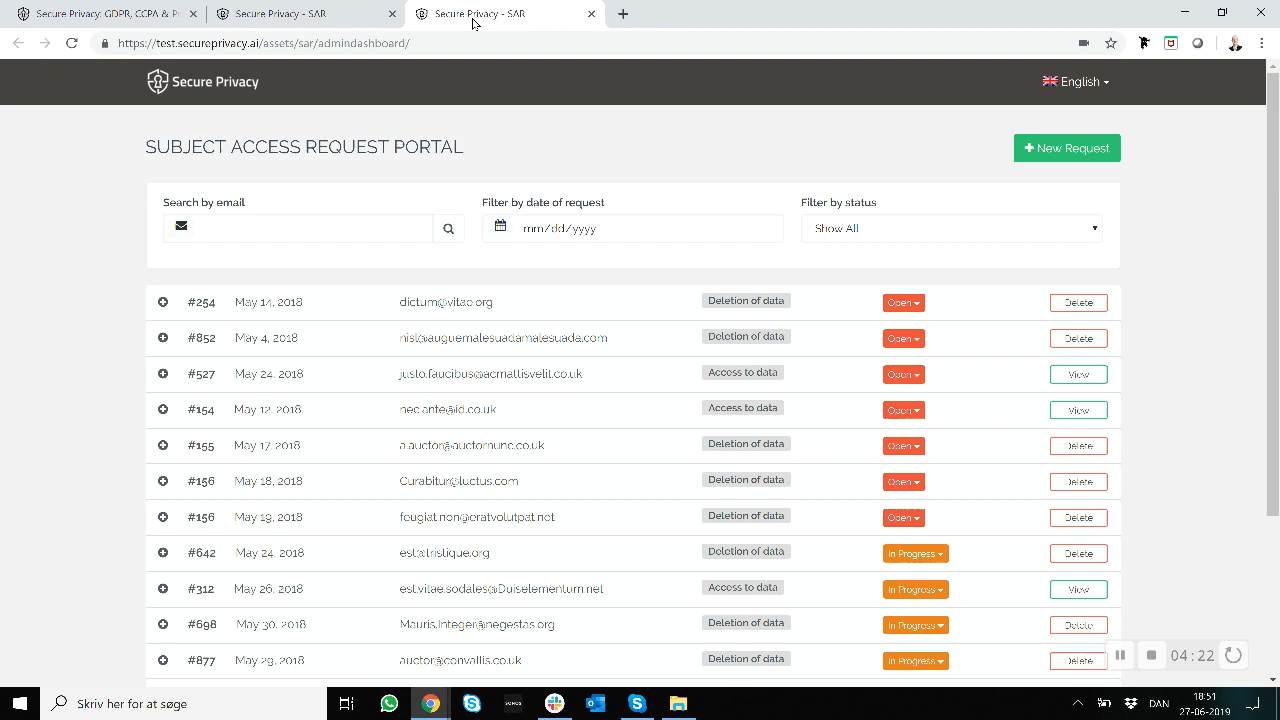 Secure Privacy: GDPR, CCPA & P
Secure Privacy - SAR
Secure Privacy - SAR
https://test.secureprivacy.ai/assets/sar/admindashboard/
Secure Privacy
English
SUBJECT ACCESS REQUEST PORTAL
New Request
Search by email
Filter by date of request
Filter by status
mm/dd/yyyy
Show All
#254 May 14, 2018 dictum@vitae.org Deletion of data Open Delete
#852 May 4, 2018 nisl@auguemalesuadamalesuada.com Deletion of data Open Delete
#527 May 24, 2018 justo.faucibus@acmattisvelit.co.uk Access to data Open View
#154 May 12, 2018 nec.ante@id.co.uk Access to data Open View
#155 May 17, 2018 a.auctor@auctornunc.co.uk Deletion of data Open Delete
#156 May 18, 2018 Curabitur@luctus.com Deletion of data Open Delete
#156 May 19, 2018 feugiat.nec@eratvolutpat.net Deletion of data Open Delete
#642 May 24, 2018 est@tristique.org Deletion of data In Progress Delete
#312 May 26, 2018 est.vitae.sodales@Duiselementum.net Access to data In Progress View
#698 May 30, 2018 Mauris.Integer@negestas.org Deletion of data In Progress Delete
#877 May 29, 2018 auctor@convallis.co.uk Deletion of data In Progress Delete
04:22
Skriv her for at søge
SONOS
DAN
18:51
27-06-2019